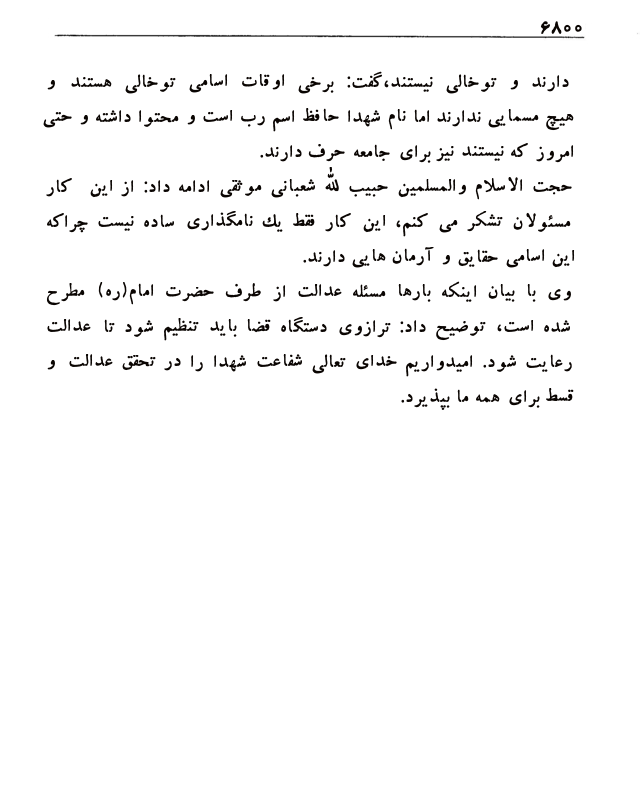 ۶۸۰۰
دارند و توخالی نیستند،گفت: برخی اوقات اسامی توخالی هستند و
هیچ مسمایی ندارند اما نام شهدا حافظ اسم رب است و محتوا داشته و حتی
امروز که نیستند نیز برای جامعه حرف دارند.
حجت الاسلام والمسلمین حبیب لله شعبانی موثقی ادامه داد: از این کار
مسئولان تشکر می کنم، این کار فقط یك نامگذاری ساده نیست چراکه
این اسامی حقایق و آرمان هایی دارند.
وی با بیان اینکه بارها مسئله عدالت از طرف حضرت امام(ره) مطرح
شده است، توضیح داد: ترازوی دستگاه قضا باید تنظیم شود تا عدالت
رعایت شود. امیدواریم خدای تعالی شفاعت شهدا را در تحقق عدالت و
قسط برای همه ما بپذیرد.